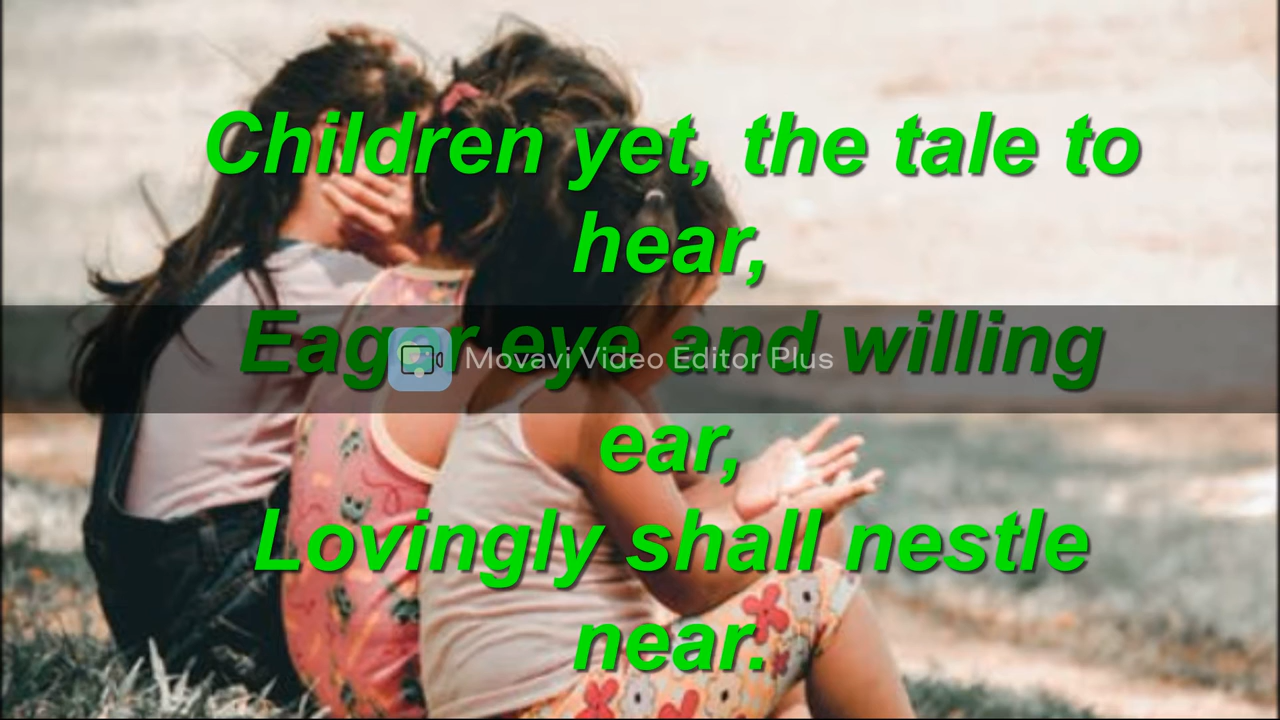 Children yet, the tale to
hear,
Eager eye and willing
Movavi Video Editor Plus
ear,
Lovingly shall nestle
near.